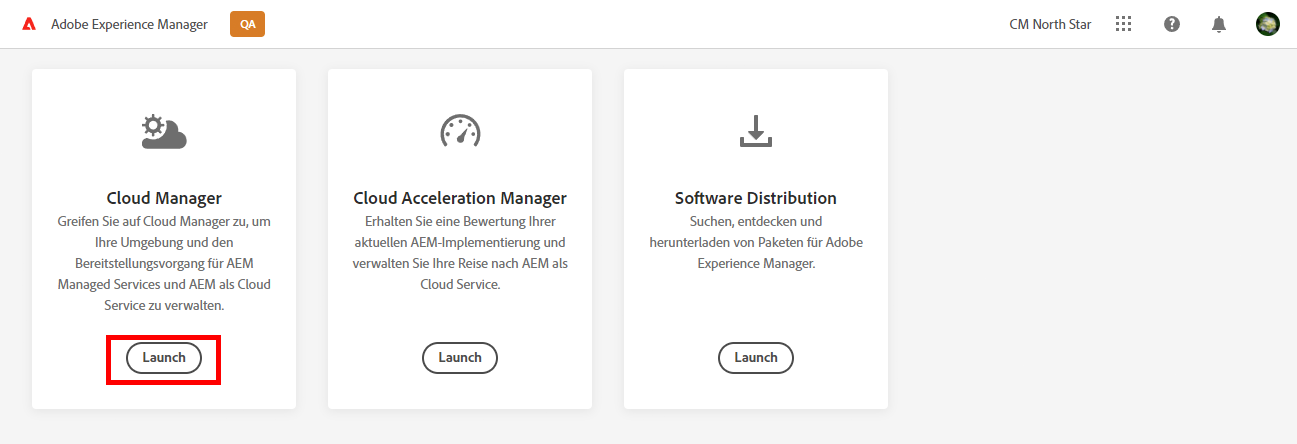 Adobe Experience Manager
QA
CM North Star
Cloud Manager
Greifen Sie auf Cloud Manager zu, um
Ihre Umgebung und den
Bereitstellungsvorgang für AEM
Managed Services und AEM als Cloud
Service zu verwalten.
Launch
Cloud Acceleration Manager
Erhalten Sie eine Bewertung Ihrer
aktuellen AEM-Implementierung und
verwalten Sie Ihre Reise nach AEM als
Cloud Service.
Launch
Software Distribution
Suchen, entdecken und
herunterladen von Paketen für Adobe
Experience Manager.
Launch